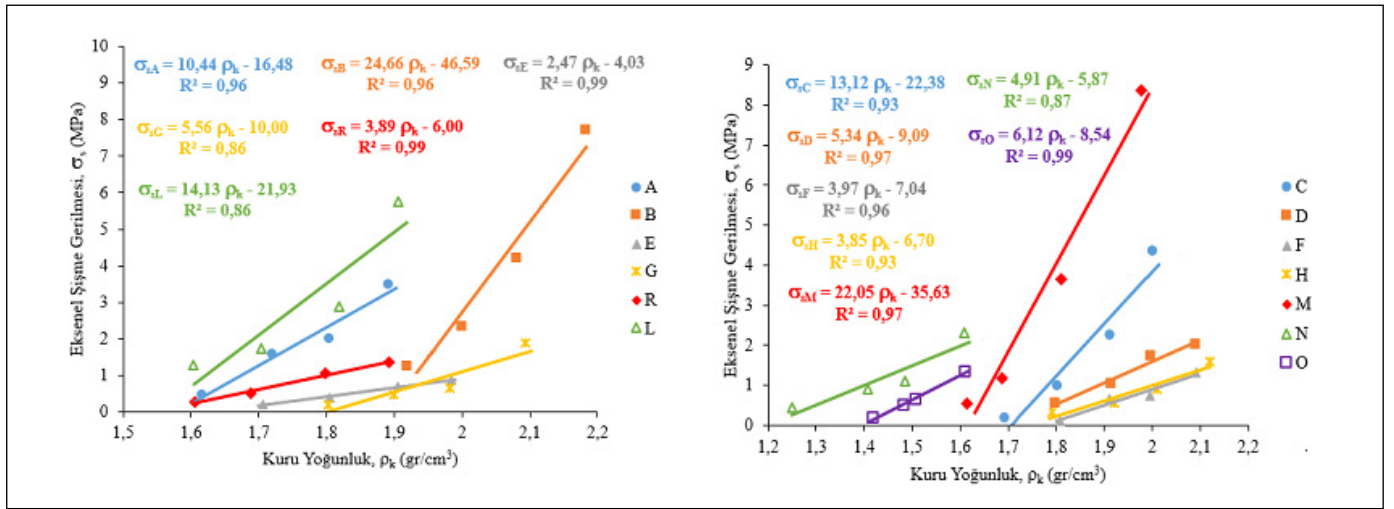 σsA = 10,44 ρk - 16,48
R² = 0,96
σsB = 24,66 ρk - 46,59
R² = 0,96
σsE = 2,47 ρk - 4,03
R² = 0,99
σsG = 5,56 ρk - 10,00
R² = 0,86
σsR = 3,89 ρk - 6,00
R² = 0,99
σsL = 14,13 ρk - 21,93
R² = 0,86
Eksenel Şişme Gerilmesi, σs (MPa)
10
9
8
7
6
5
4
3
2
1
0
1,5 1,6 1,7 1,8 1,9 2 2,1 2,2
Kuru Yoğunluk, ρk (gr/cm³)
A
B
E
G
R
L
σsC = 13,12 ρk - 22,38
R² = 0,93
σsN = 4,91 ρk - 5,87
R² = 0,87
σsD = 5,34 ρk - 9,09
R² = 0,97
σsO = 6,12 ρk - 8,54
R² = 0,99
σsF = 3,97 ρk - 7,04
R² = 0,96
σsH = 3,85 ρk - 6,70
R² = 0,93
σsM = 22,05 ρk - 35,63
R² = 0,97
Eksenel Şişme Gerilmesi, σs (MPa)
9
8
7
6
5
4
3
2
1
0
1,2 1,3 1,4 1,5 1,6 1,7 1,8 1,9 2 2,1 2,2
Kuru Yoğunluk, ρk (gr/cm³)
C
D
F
H
M
N
O